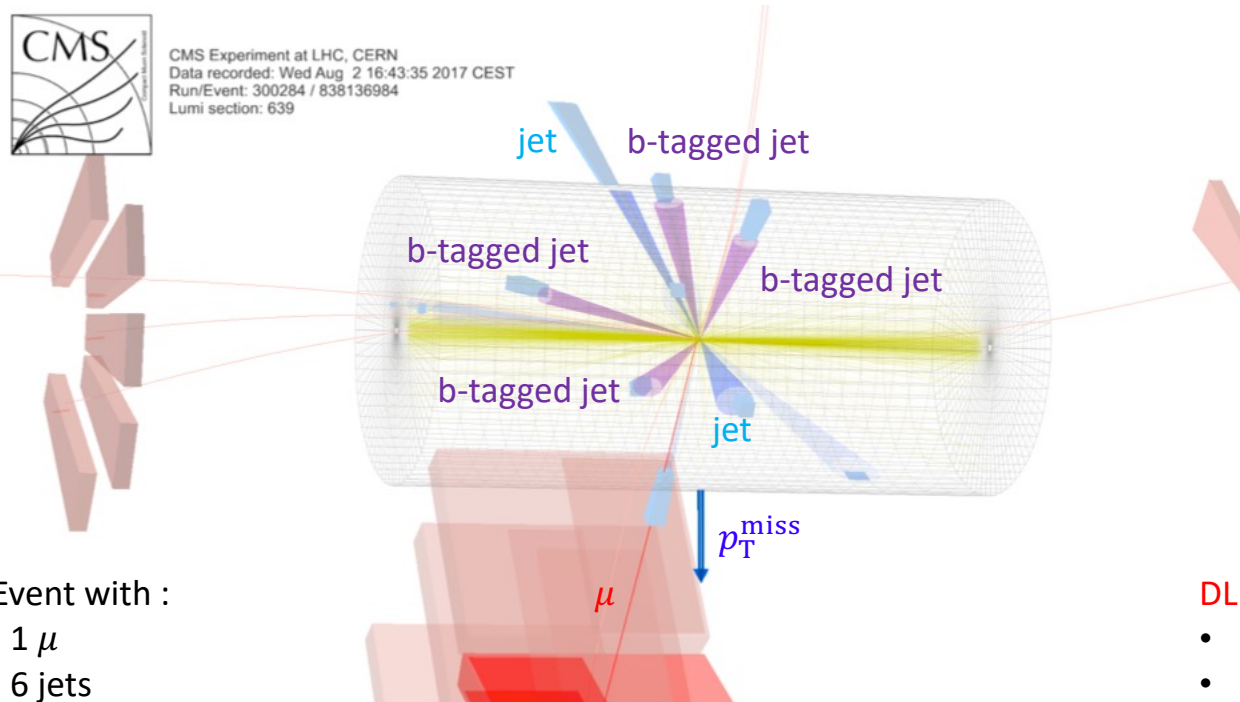 CMS
CMS Experiment at LHC, CERN
Data recorded: Wed Aug 2 16:43:35 2017 CEST
Run/Event: 300284 / 838136984
Lumi section: 639
jet
b-tagged jet
b-tagged jet
b-tagged jet
b-tagged jet
jet
p_T^miss
μ
Event with :
1 μ
6 jets
DL
•
•